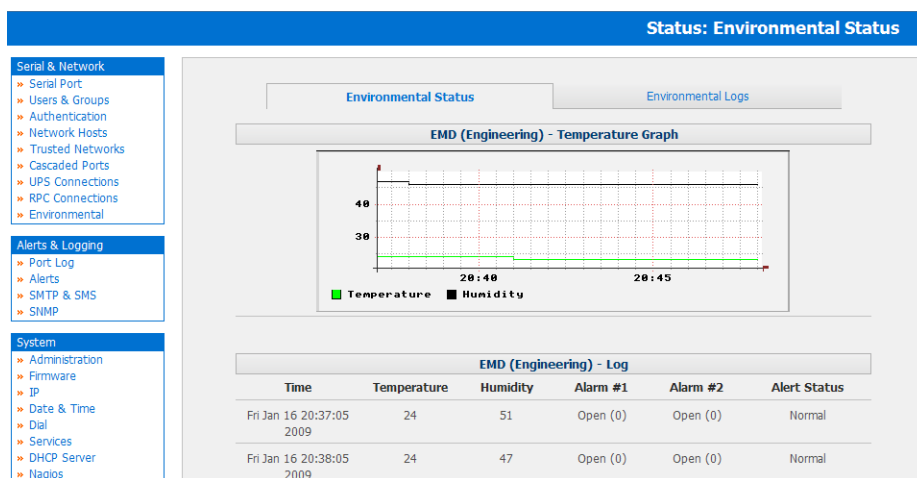 Status: Environmental Status
Serial & Network
» Serial Port
» Users & Groups
» Authentication
» Network Hosts
» Trusted Networks
» Cascaded Ports
» UPS Connections
» RPC Connections
» Environmental
Alerts & Logging
» Port Log
» Alerts
» SMTP & SMS
» SNMP
System
» Administration
» Firmware
» IP
» Date & Time
» Dial
» Services
» DHCP Server
» Nagios
Environmental Status
Environmental Logs
EMD (Engineering) - Temperature Graph
40
30
20:40 20:45
Temperature Humidity
EMD (Engineering) - Log
Time Temperature Humidity Alarm #1 Alarm #2 Alert Status
Fri Jan 16 20:37:05 24 51 Open (0) Open (0) Normal
2009
Fri Jan 16 20:38:05 24 47 Open (0) Open (0) Normal
2009